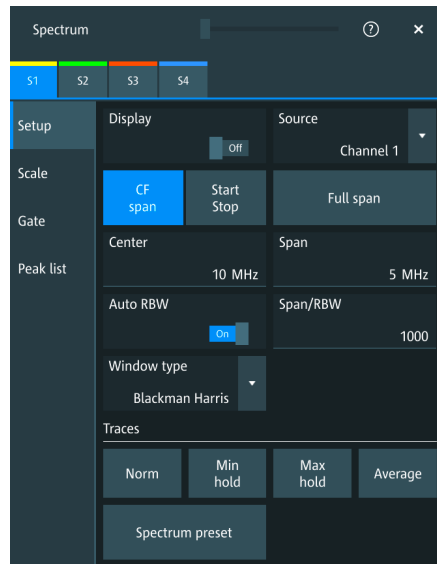 Spectrum
?
×
S1 S2 S3 S4
Setup
Scale
Gate
Peak list
Display
Off
Source
Channel 1
CF
span
Start
Stop
Full span
Center
10 MHz
Span
5 MHz
Auto RBW
On
Span/RBW
1000
Window type
Blackman Harris
Traces
Norm
Min
hold
Max
hold
Average
Spectrum preset